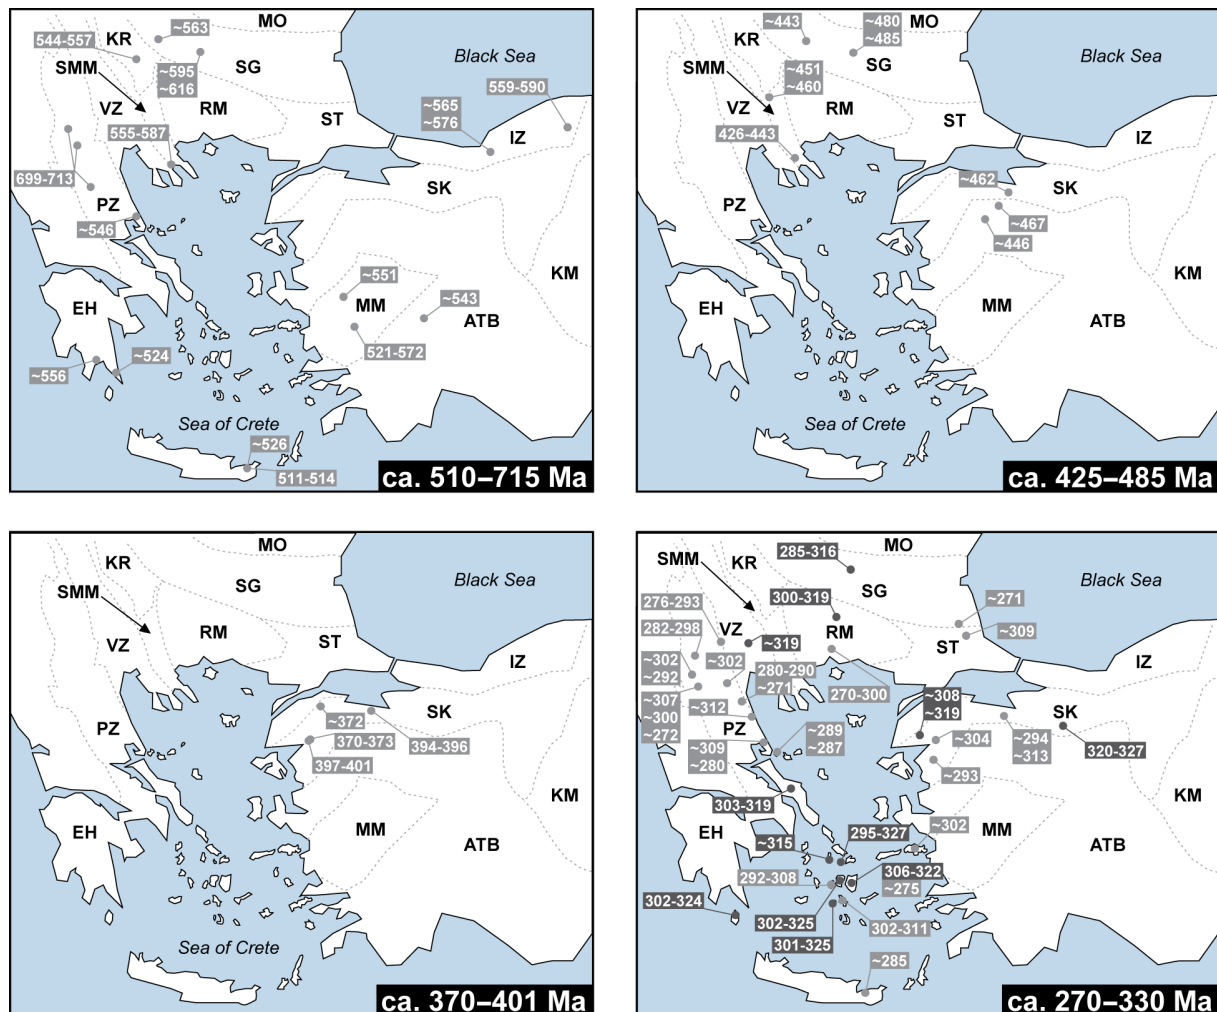 MO
~563
KR
544-557
Black Sea
SMM
SG
~595
~616
559-590
VZ
RM
~565
~576
ST
555-587
IZ
699-713
SK
PZ
~546
~551
KM
EH
MM
~543
ATB
521-572
~524
~556
Sea of Crete
~526
511-514
ca. 510–715 Ma
~443
~480
~485
MO
KR
Black Sea
SMM
~451
~460
SG
VZ
RM
ST
426-443
IZ
~462
SK
PZ
~467
~446
KM
EH
MM
ATB
Sea of Crete
ca. 425–485 Ma
MO
KR
SMM
SG
Black Sea
RM
ST
VZ
IZ
~372
SK
PZ
370-373
394-396
397-401
KM
EH
MM
ATB
Sea of Crete
ca. 370–401 Ma
MO
285-316
SMM
KR
SG
Black Sea
276-293
300-319
~271
VZ
RM
282-298
~319
~309
ST
IZ
~302
~292
~302
280-290
~271
270-300
~308
~319
~307
~300
~272
~312
SK
PZ
~289
~287
~304
~294
~313
320-327
~309
~280
~293
303-319
KM
EH
~315
295-327
~302
MM
ATB
292-308
306-322
~275
302-324
302-325
302-311
301-325
~285
ca. 270–330 Ma